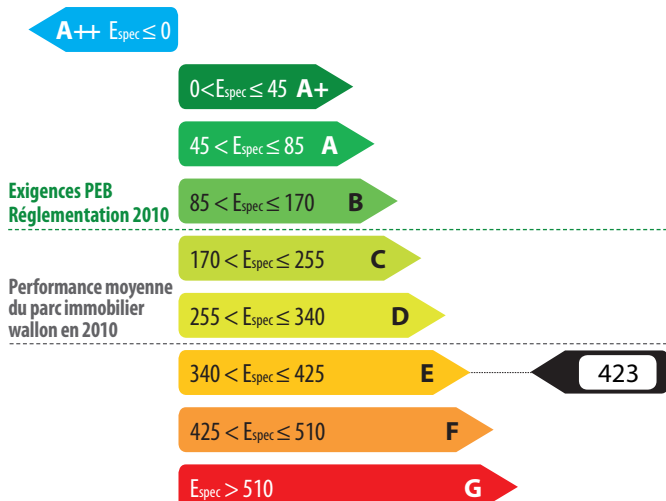 A++ Espec ≤ 0
0<Espec ≤ 45 A+
45 < Espec ≤ 85 A
Exigences PEB
Réglementation 2010
85 < Espec ≤ 170 B
170 < Espec ≤ 255 C
Performance moyenne
du parc immobilier
wallon en 2010
255 < Espec ≤ 340 D
340 < Espec ≤ 425 E
423
425 < Espec ≤ 510 F
Espec > 510 G